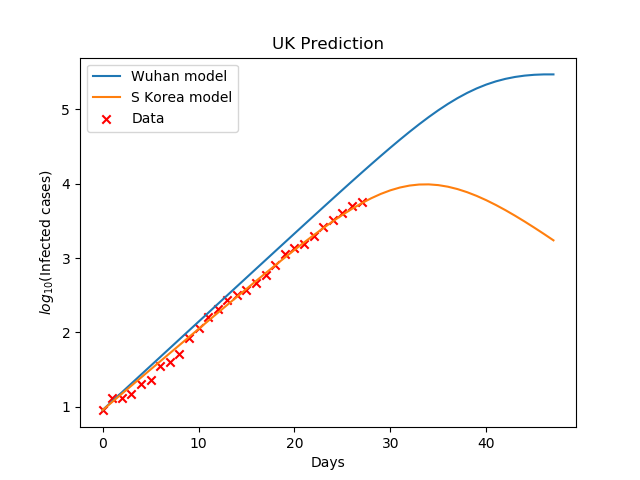 UK Prediction
Wuhan model
S Korea model
Data
log₁₀(Infected cases)
5
4
3
2
1
0 10 20 30 40
Days